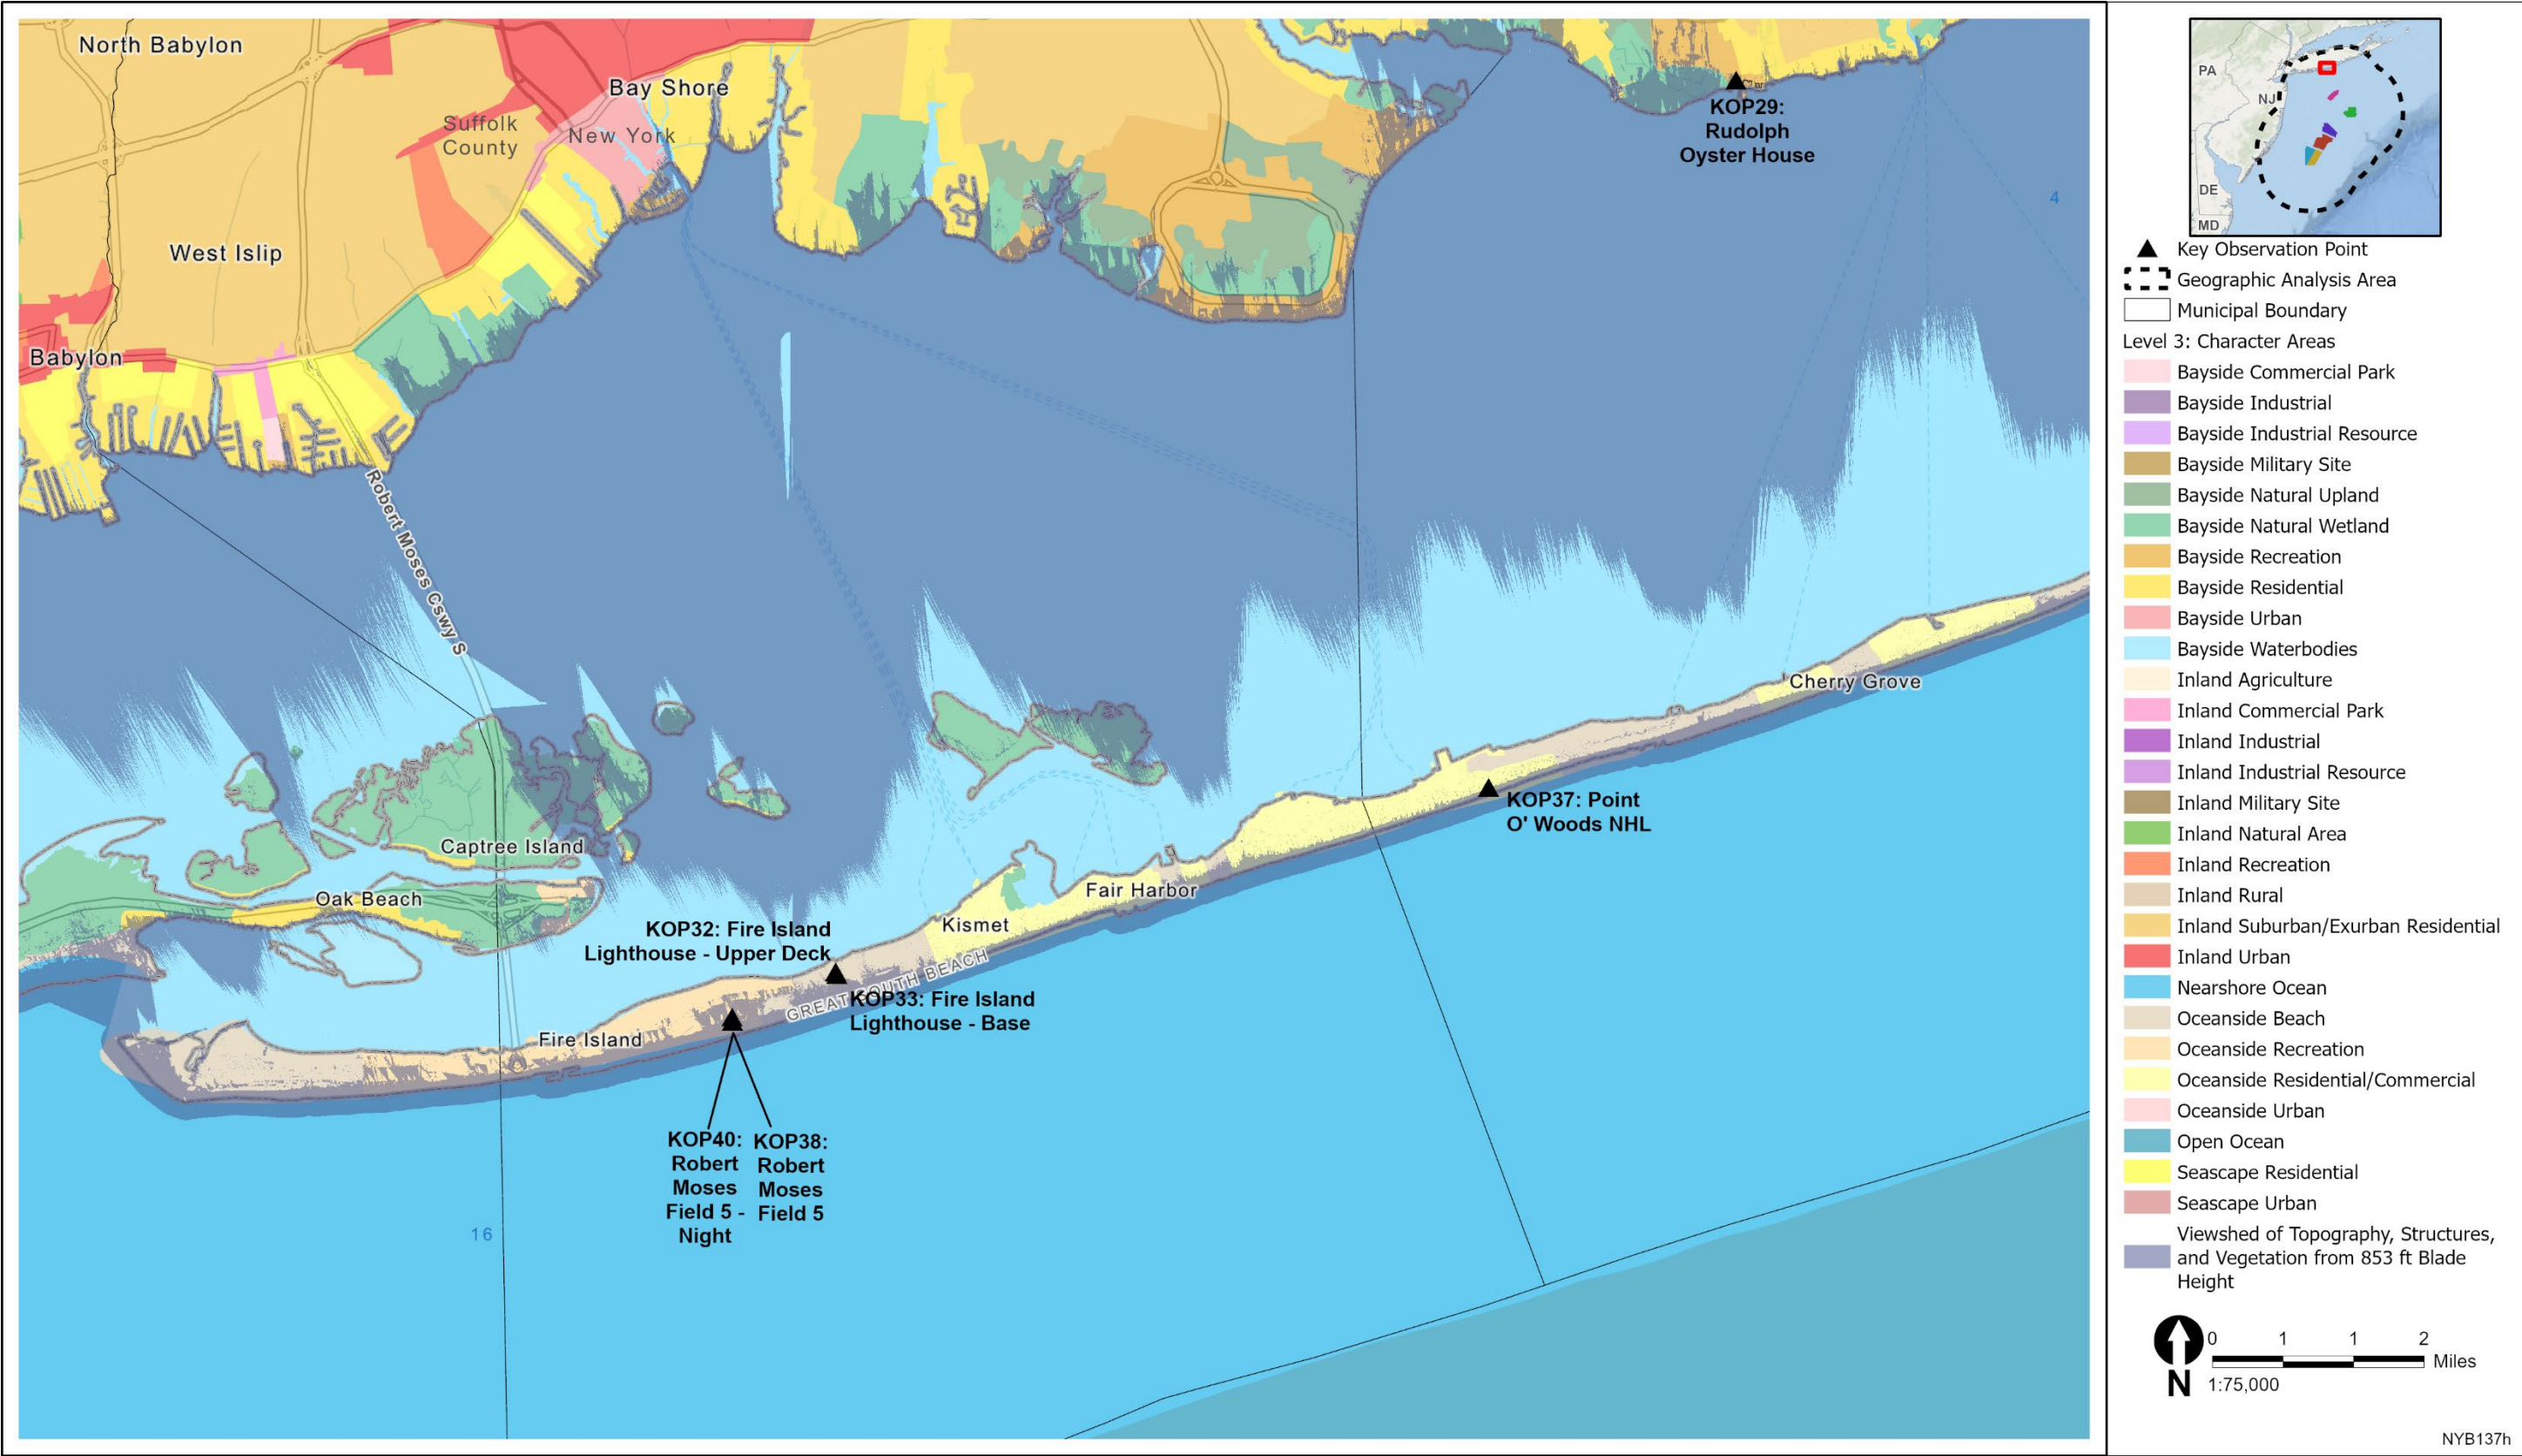 North Babylon
Bay Shore
Suffolk
County
New York
West Islip
Babylon
Robert Moses Cswy S
KOP29:
Rudolph
Oyster House
4
Cherry Grove
KOP37: Point
O' Woods NHL
Captree Island
Oak Beach
Fair Harbor
Kismet
KOP32: Fire Island
Lighthouse - Upper Deck
GREAT SOUTH BEACH
KOP33: Fire Island
Lighthouse - Base
Fire Island
KOP40:
Robert
Moses
Field 5 -
Night
KOP38:
Robert
Moses
Field 5
16
PA
NJ
DE
MD
Key Observation Point
Geographic Analysis Area
Municipal Boundary
Level 3: Character Areas
Bayside Commercial Park
Bayside Industrial
Bayside Industrial Resource
Bayside Military Site
Bayside Natural Upland
Bayside Natural Wetland
Bayside Recreation
Bayside Residential
Bayside Urban
Bayside Waterbodies
Inland Agriculture
Inland Commercial Park
Inland Industrial
Inland Industrial Resource
Inland Military Site
Inland Natural Area
Inland Recreation
Inland Rural
Inland Suburban/Exurban Residential
Inland Urban
Nearshore Ocean
Oceanside Beach
Oceanside Recreation
Oceanside Residential/Commercial
Oceanside Urban
Open Ocean
Seascape Residential
Seascape Urban
Viewshed of Topography, Structures,
and Vegetation from 853 ft Blade
Height
0 1 1 2
Miles
N
1:75,000
NYB137h